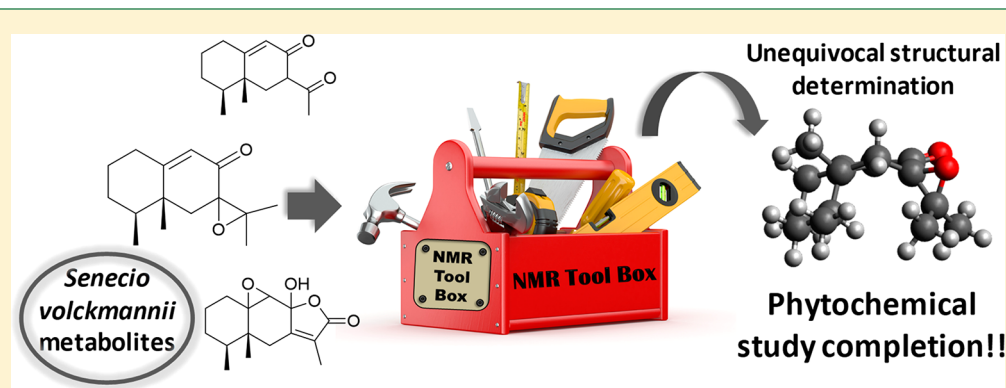 O
O
Unequivocal structural
determination
O
O
Senecio
volckmannii
metabolites
O
OH
O
O
NMR
Tool
Box
NMR Tool Box
Phytochemical
study completion!!